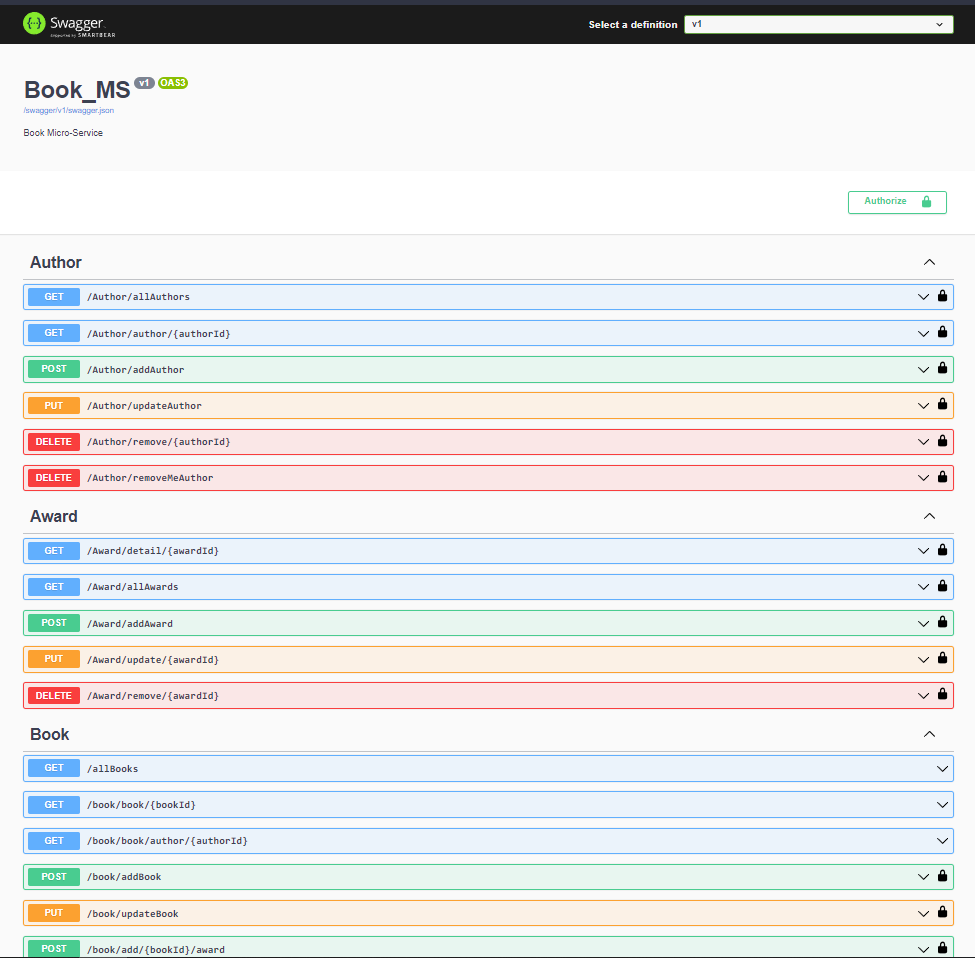 Swagger
Supported by SMARTBEAR
Select a definition
v1
Book_MS v1 OAS3
/swagger/v1/swagger.json
Book Micro-Service
Authorize
Author
GET /Author/allAuthors
GET /Author/author/{authorId}
POST /Author/addAuthor
PUT /Author/updateAuthor
DELETE /Author/remove/{authorId}
DELETE /Author/removeMeAuthor
Award
GET /Award/detail/{awardId}
GET /Award/allAwards
POST /Award/addAward
PUT /Award/update/{awardId}
DELETE /Award/remove/{awardId}
Book
GET /allBooks
GET /book/book/{bookId}
GET /book/book/author/{authorId}
POST /book/addBook
PUT /book/updateBook
POST /book/add/{bookId}/award